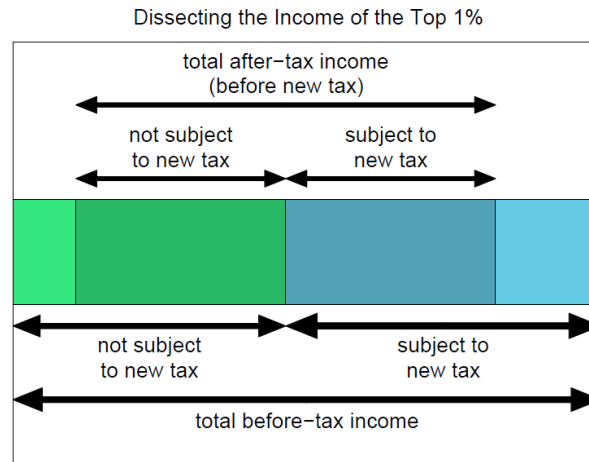 Dissecting the Income of the Top 1%
total after−tax income
(before new tax)
not subject
to new tax
subject to
new tax
not subject
to new tax
subject to
new tax
total before−tax income